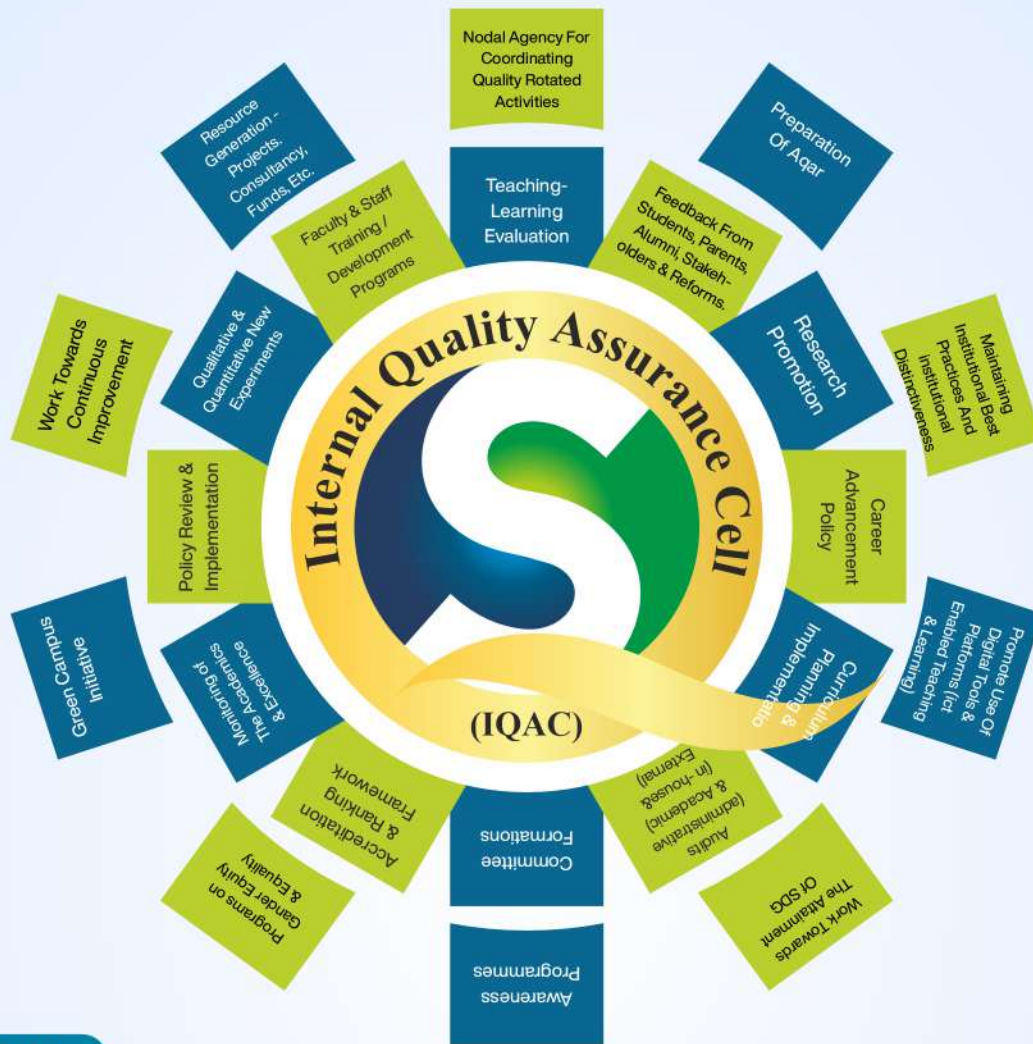 Nodal Agency For
Coordinating
Quality Rotated
Activities
Preparation
Of Aqar
Maintaining
Institutional Best
Practices And
institutional
Distinctiveness
Promote Use Of
Digital Tools &
Platforms (Ict
Enabled Teaching
& Learning)
Work Towards
The Attainment
Of SDG
Awareness
Programmes
Programs on
Gander Equity
& Equality
Green Campus
Initiative
Work Towards
Continuous
Improvement
Resource
Generation -
Projects.
Consultancy,
Funds, Etc.
Teaching-
Learning
Evaluation
Feedback From
Students, Parents,
Alumni, Stakeh-
olders & Reforms.
Research
Promotion
Career
Advancement
Policy
Curriculum
Planning &
Implementatio
Audits
(administrative
& Academic)
(in-house&
External)
Committee
Formations
Accreditation
& Ranking
Framework
Monitoring of
The Academics
& Excellence
Policy Review &
Implementation
Qualitative &
Quantitative New
Experiments
Faculty & Staff
Training /
Development
Programs
Internal Quality Assurance Cell
S
(IQAC)